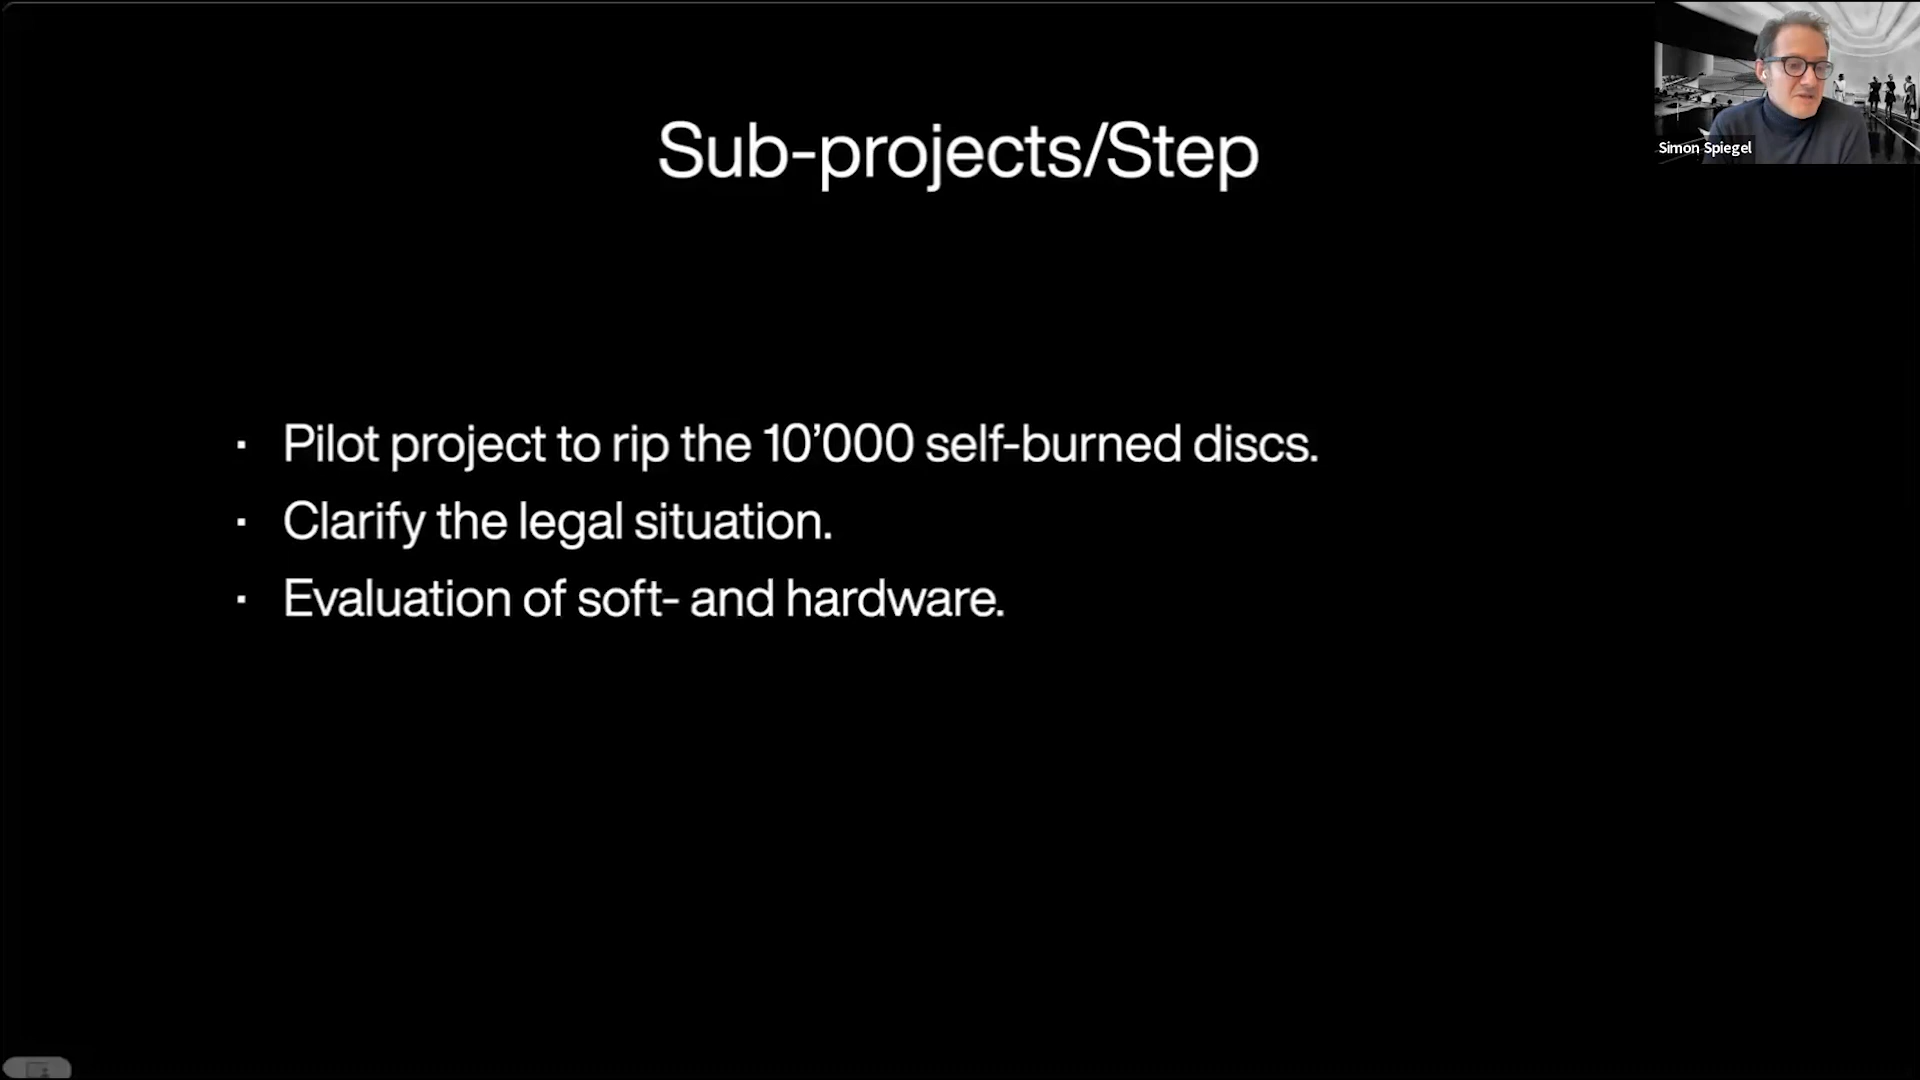 Sub-projects/Step
Simon Spiegel
· Pilot project to rip the 10’000 self-burned discs.
· Clarify the legal situation.
· Evaluation of soft- and hardware.